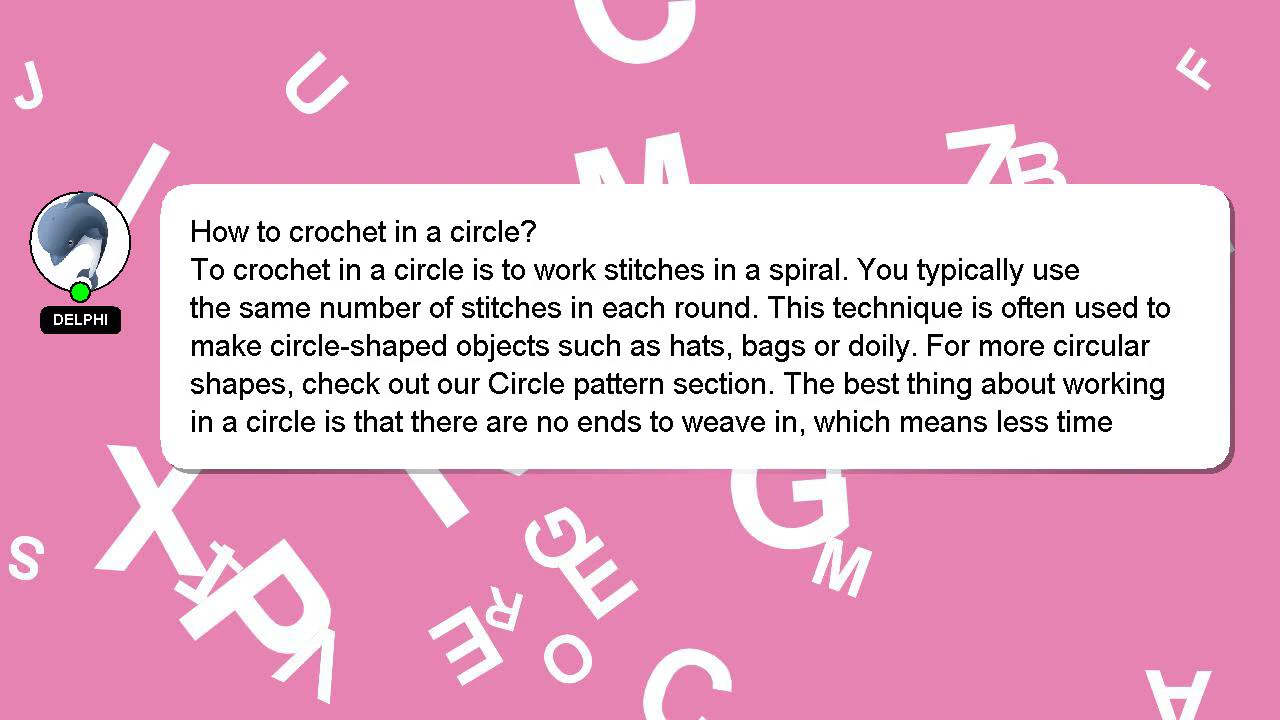 C
J
U
F
I
M
Z
B
How to crochet in a circle?
To crochet in a circle is to work stitches in a spiral. You typically use
the same number of stitches in each round. This technique is often used to
make circle-shaped objects such as hats, bags or doily. For more circular
shapes, check out our Circle pattern section. The best thing about working
in a circle is that there are no ends to weave in, which means less time
DELPHI
X
G
S
G
E
M
P
R
E
V
O
C
A